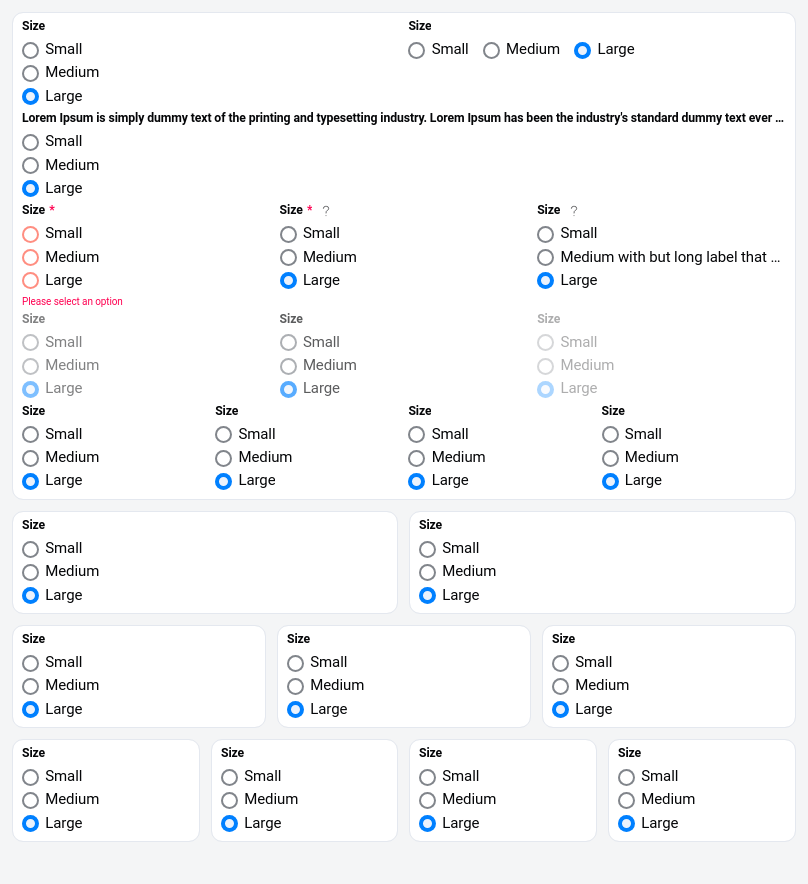 Size Size
Small Small Medium Large
Medium
Large
Lorem Ipsum is simply dummy text of the printing and typesetting industry. Lorem Ipsum has been the industry's standard dummy text ever ...
Small
Medium
Large
Size * Size * ? Size ?
Small Small Small
Medium Medium Medium with but long label that ...
Large Large Large
Please select an option
Size Size Size
Small Small Small
Medium Medium Medium
Large Large Large
Size Size Size Size
Small Small Small Small
Medium Medium Medium Medium
Large Large Large Large
Size Size
Small Small
Medium Medium
Large Large
Size Size Size
Small Small Small
Medium Medium Medium
Large Large Large
Size Size Size Size
Small Small Small Small
Medium Medium Medium Medium
Large Large Large Large